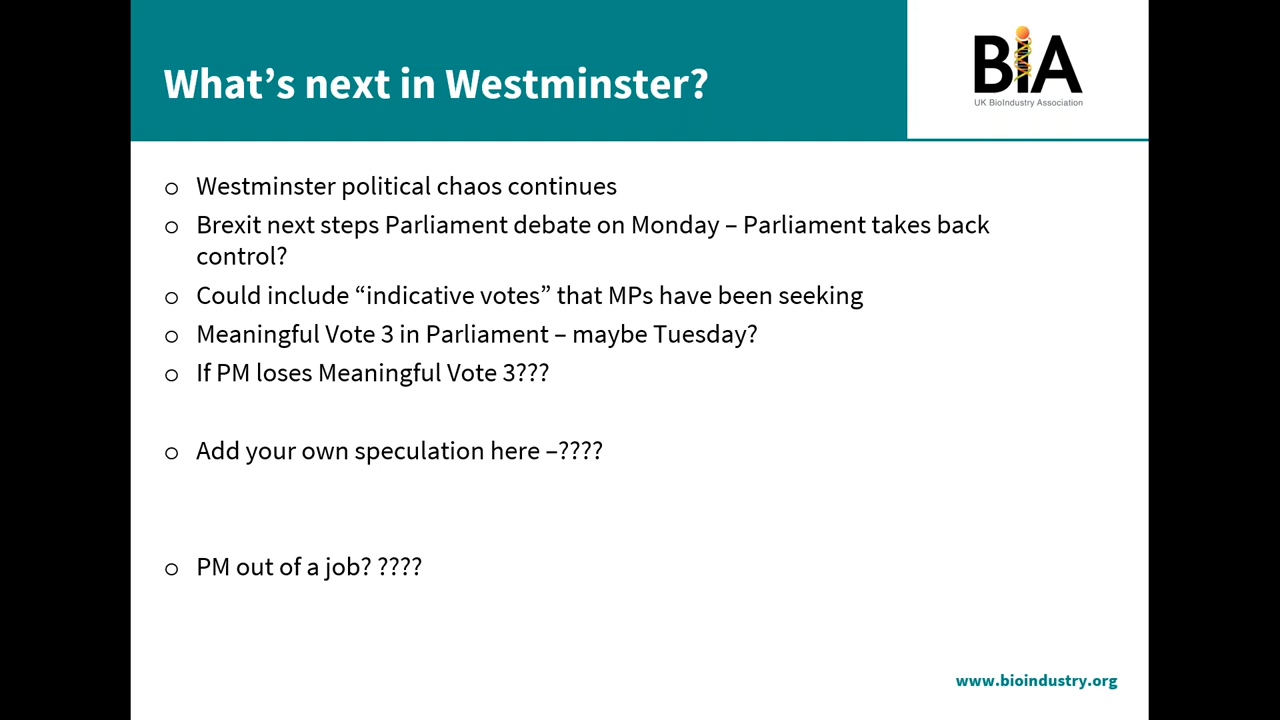 What’s next in Westminster?
BiA
UK BioIndustry Association
o Westminster political chaos continues
o Brexit next steps Parliament debate on Monday – Parliament takes back
control?
o Could include “indicative votes” that MPs have been seeking
o Meaningful Vote 3 in Parliament – maybe Tuesday?
o If PM loses Meaningful Vote 3???
o Add your own speculation here –????
o PM out of a job? ????
www.bioindustry.org